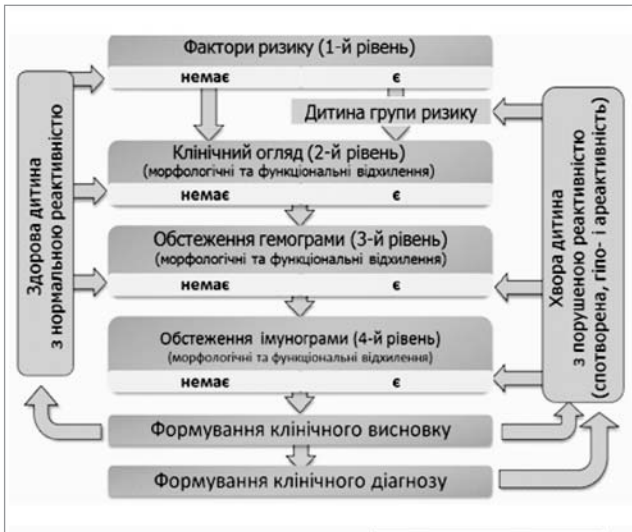 Фактори ризику (1-й рівень)
немає є
Дитина групи ризику
Клінічний огляд (2-й рівень)
(морфологічні та функціональні відхилення)
немає є
Обстеження гемограми (3-й рівень)
(морфологічні та функціональні відхилення)
немає є
Обстеження імунограми (4-й рівень)
(морфологічні та функціональні відхилення)
немає є
Формування клінічного висновку
Формування клінічного діагнозу
Здорова дитина
з нормальною реактивністю
Хвора дитина
з порушеною реактивністю
(спотворена, гіпо- і ареактивність)